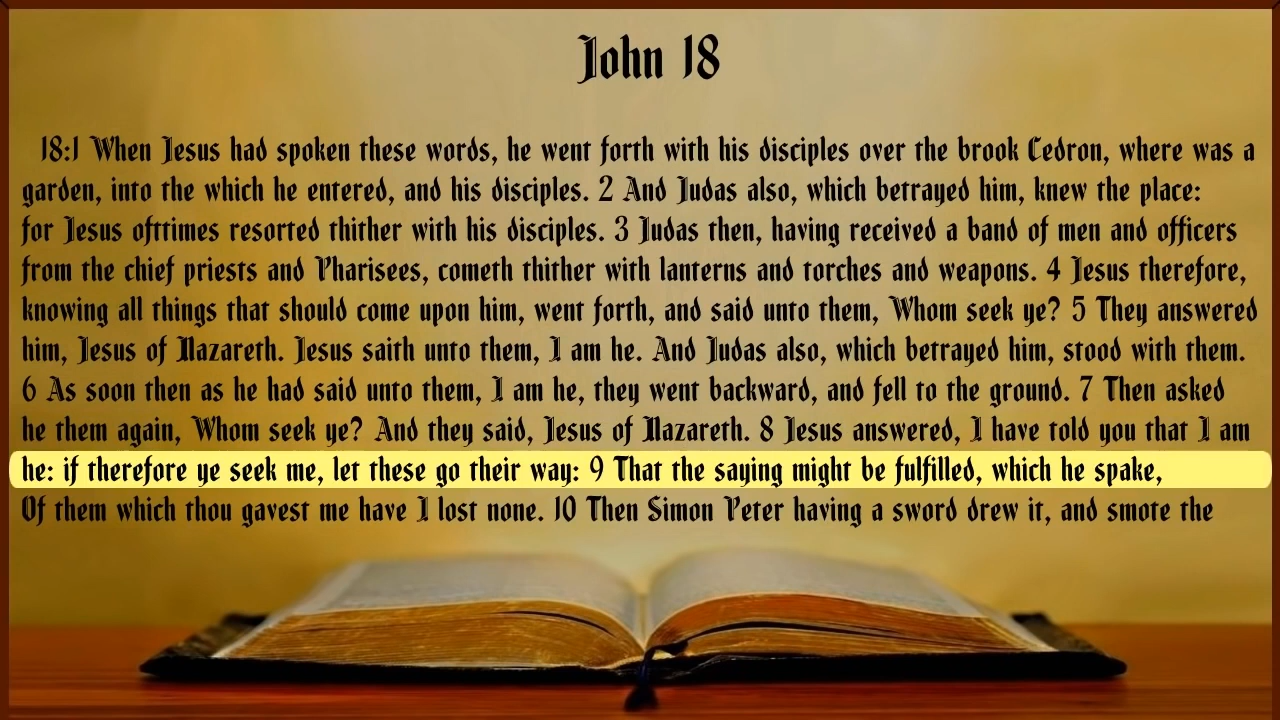 John 18
18:1 When Jesus had spoken these words, he went forth with his disciples over the brook Cedron, where was a
garden, into the which he entered, and his disciples. 2 And Judas also, which betrayed him, knew the place:
for Jesus ofttimes resorted thither with his disciples. 3 Judas then, having received a band of men and officers
from the chief priests and Pharisees, cometh thither with lanterns and torches and weapons. 4 Jesus therefore,
knowing all things that should come upon him, went forth, and said unto them, Whom seek ye? 5 They answered
him, Jesus of Nazareth. Jesus saith unto them, I am he. And Judas also, which betrayed him, stood with them.
6 As soon then as he had said unto them, I am he, they went backward, and fell to the ground. 7 Then asked
he them again, Whom seek ye? And they said, Jesus of Nazareth. 8 Jesus answered, I have told you that I am
he: if therefore ye seek me, let these go their way: 9 That the saying might be fulfilled, which he spake,
Of them which thou gavest me have I lost none. 10 Then Simon Peter having a sword drew it, and smote the